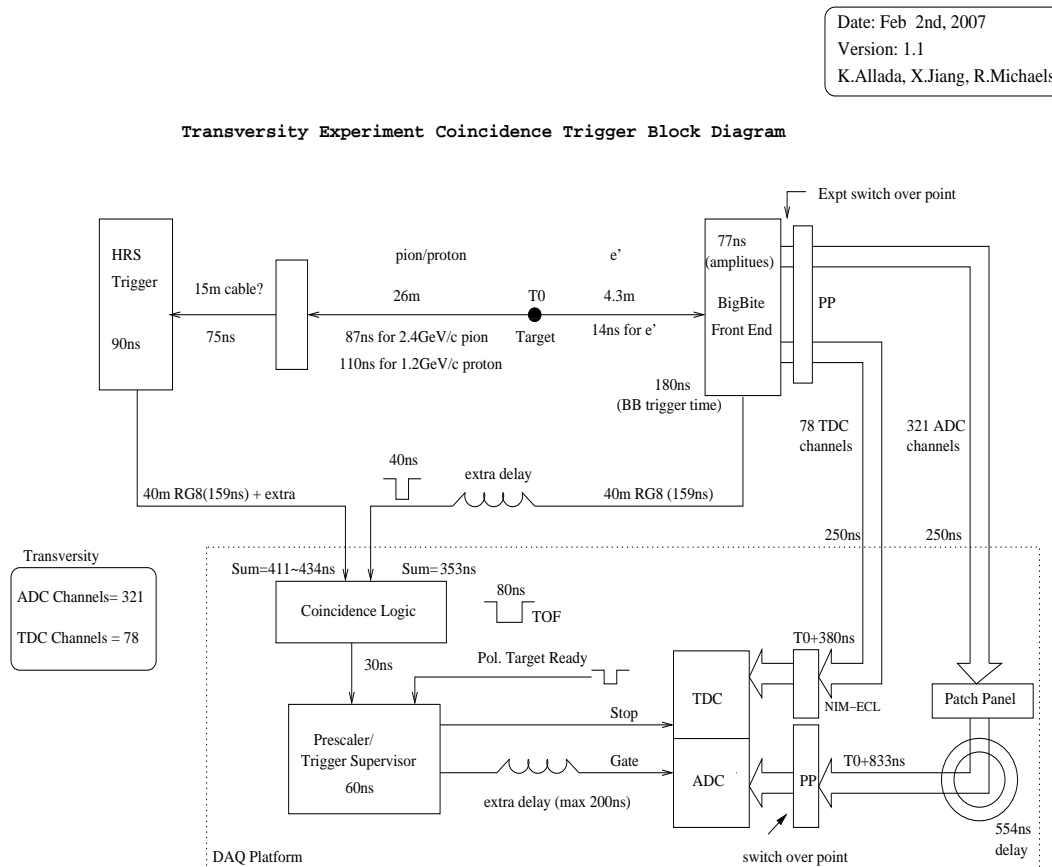 Date: Feb 2nd, 2007
Version: 1.1
K.Allada, X.Jiang, R.Michaels
Transversity Experiment Coincidence Trigger Block Diagram
Expt switch over point
HRS
Trigger
90ns
15m cable?
75ns
pion/proton
26m
87ns for 2.4GeV/c pion
110ns for 1.2GeV/c proton
T0
Target
e'
4.3m
14ns for e'
77ns
(amplitues)
BigBite
Front End
PP
180ns
(BB trigger time)
78 TDC
channels
321 ADC
channels
40ns
extra delay
40m RG8(159ns) + extra
40m RG8 (159ns)
250ns
250ns
Transversity
ADC Channels= 321
TDC Channels = 78
Sum=411~434ns
Sum=353ns
Coincidence Logic
80ns
TOF
30ns
Pol. Target Ready
T0+380ns
TDC
NIM-ECL
Patch Panel
Stop
Prescaler/
Trigger Supervisor
60ns
Gate
extra delay (max 200ns)
ADC
PP
T0+833ns
554ns
delay
switch over point
DAQ Platform